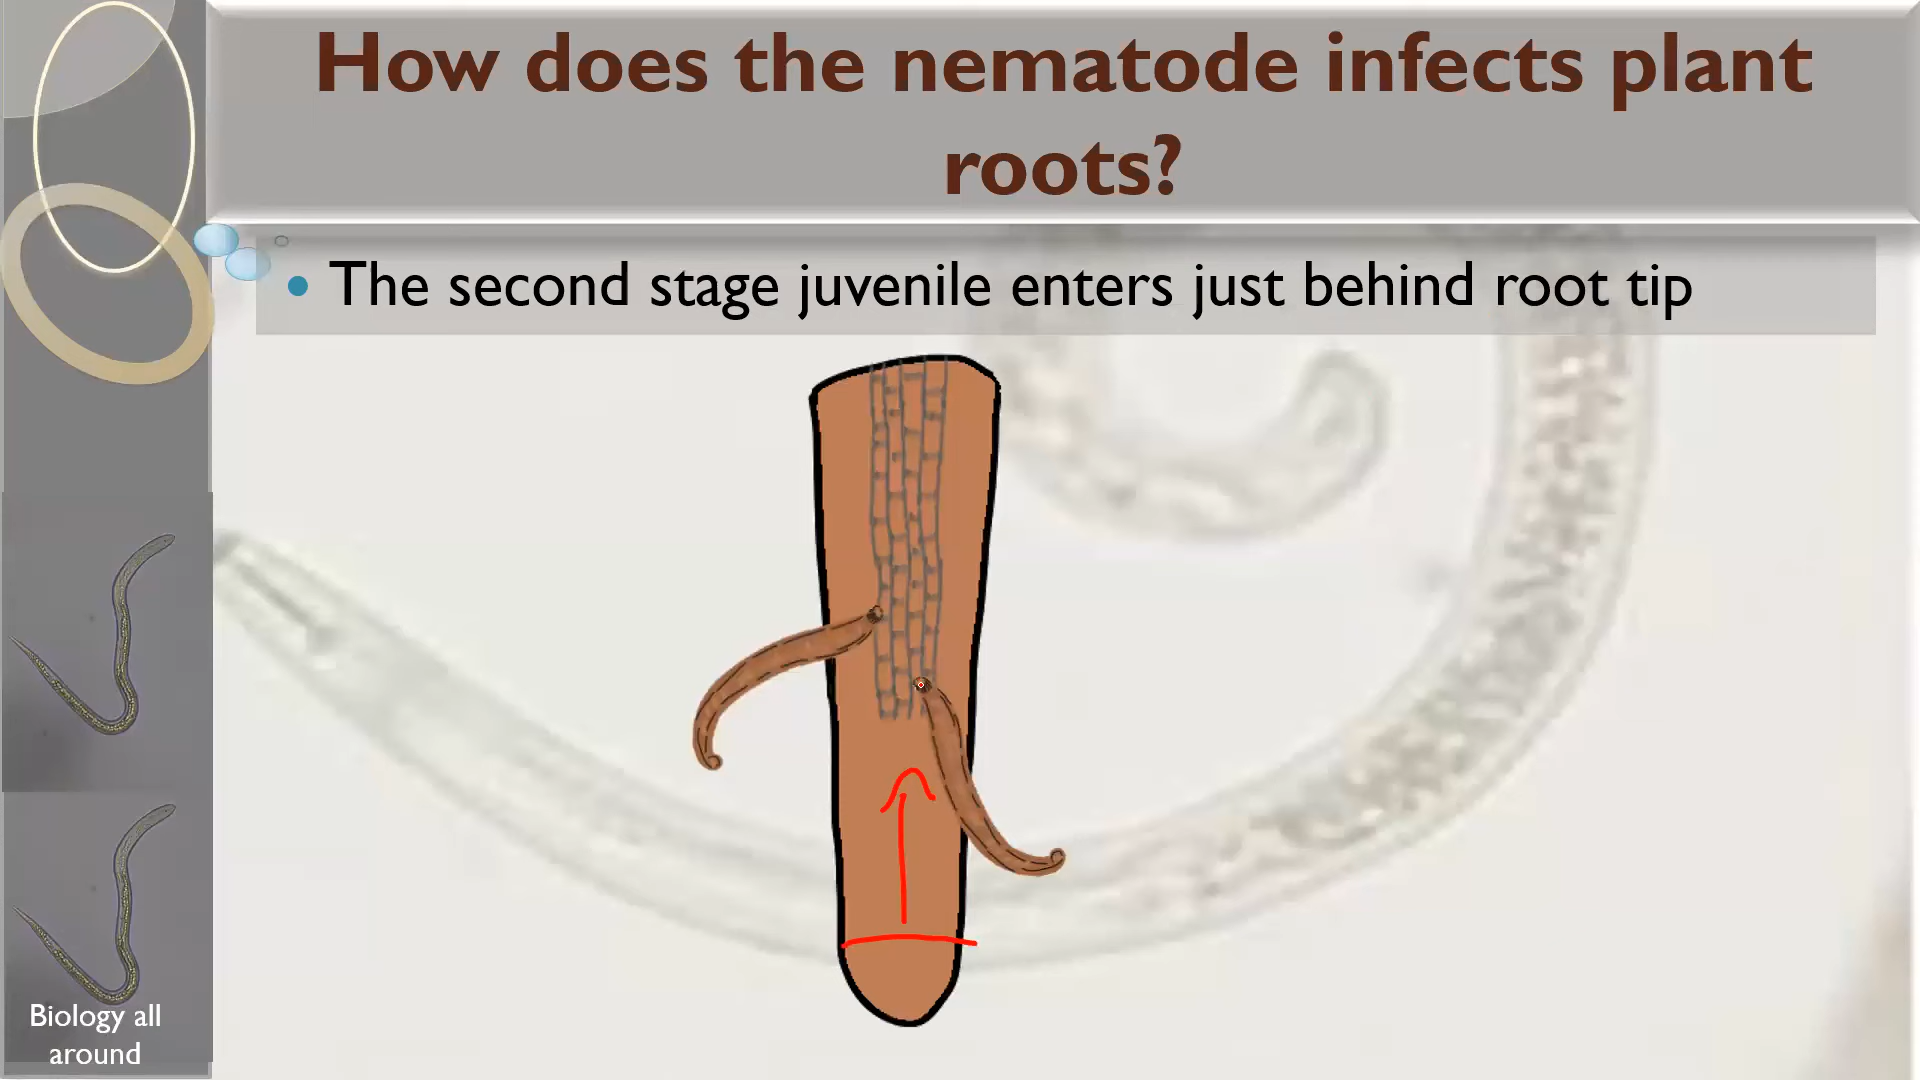 How does the nematode infects plant
roots?
• The second stage juvenile enters just behind root tip
Biology all
around